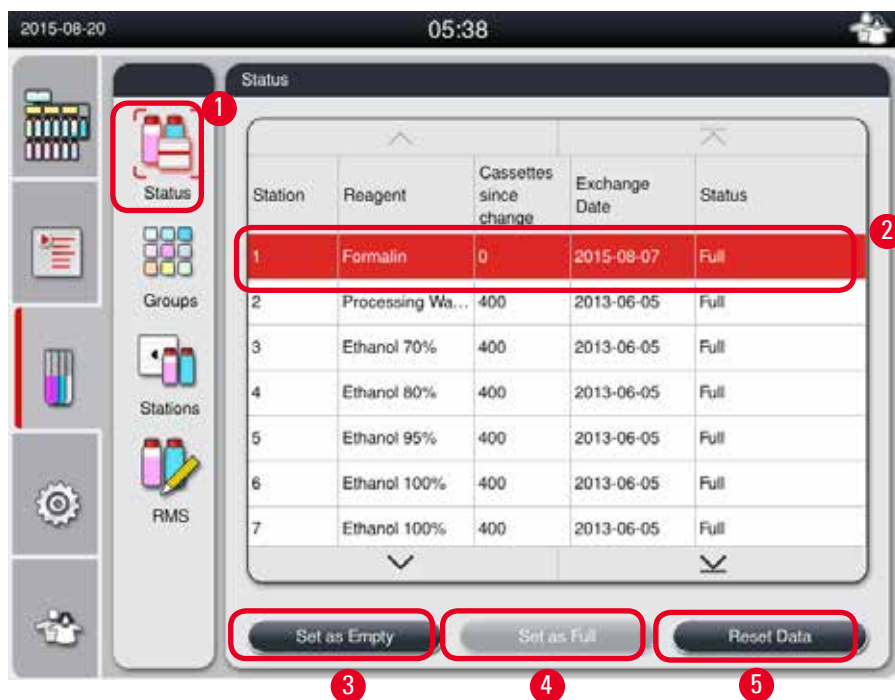 2015-08-20 05:38
Status
1
Status
Groups
Stations
RMS
Station Reagent Cassettes since change Exchange Date Status
1 Formalin 0 2015-08-07 Full
2
2 Processing Wa... 400 2013-06-05 Full
3 Ethanol 70% 400 2013-06-05 Full
4 Ethanol 80% 400 2013-06-05 Full
5 Ethanol 95% 400 2013-06-05 Full
6 Ethanol 100% 400 2013-06-05 Full
7 Ethanol 100% 400 2013-06-05 Full
Set as Empty Set as Full Reset Data
3 4 5